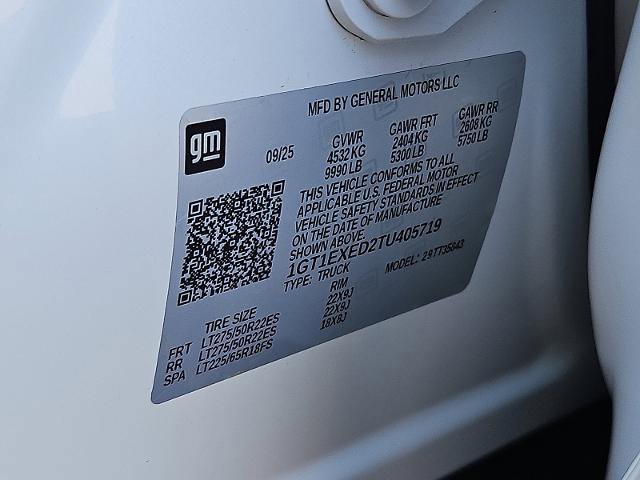 MFD BY GENERAL MOTORS LLC
gm
09/25 GVWR GAWR FRT GAWR RR
4532 KG 2404 KG 2608 KG
9990 LB 5300 LB 5750 LB
THIS VEHICLE CONFORMS TO ALL
APPLICABLE U.S. FEDERAL MOTOR
VEHICLE SAFETY STANDARDS IN EFFECT
ON THE DATE OF MANUFACTURE
SHOWN ABOVE.
1GT1EXED2TU405719
TYPE: TRUCK MODEL: 29TT35843
TIRE SIZE RIM
FRT LT275/50R22ES 22X9J
RR LT275/50R22ES 22X9J
SPA LT225/65R18FS 18X8J